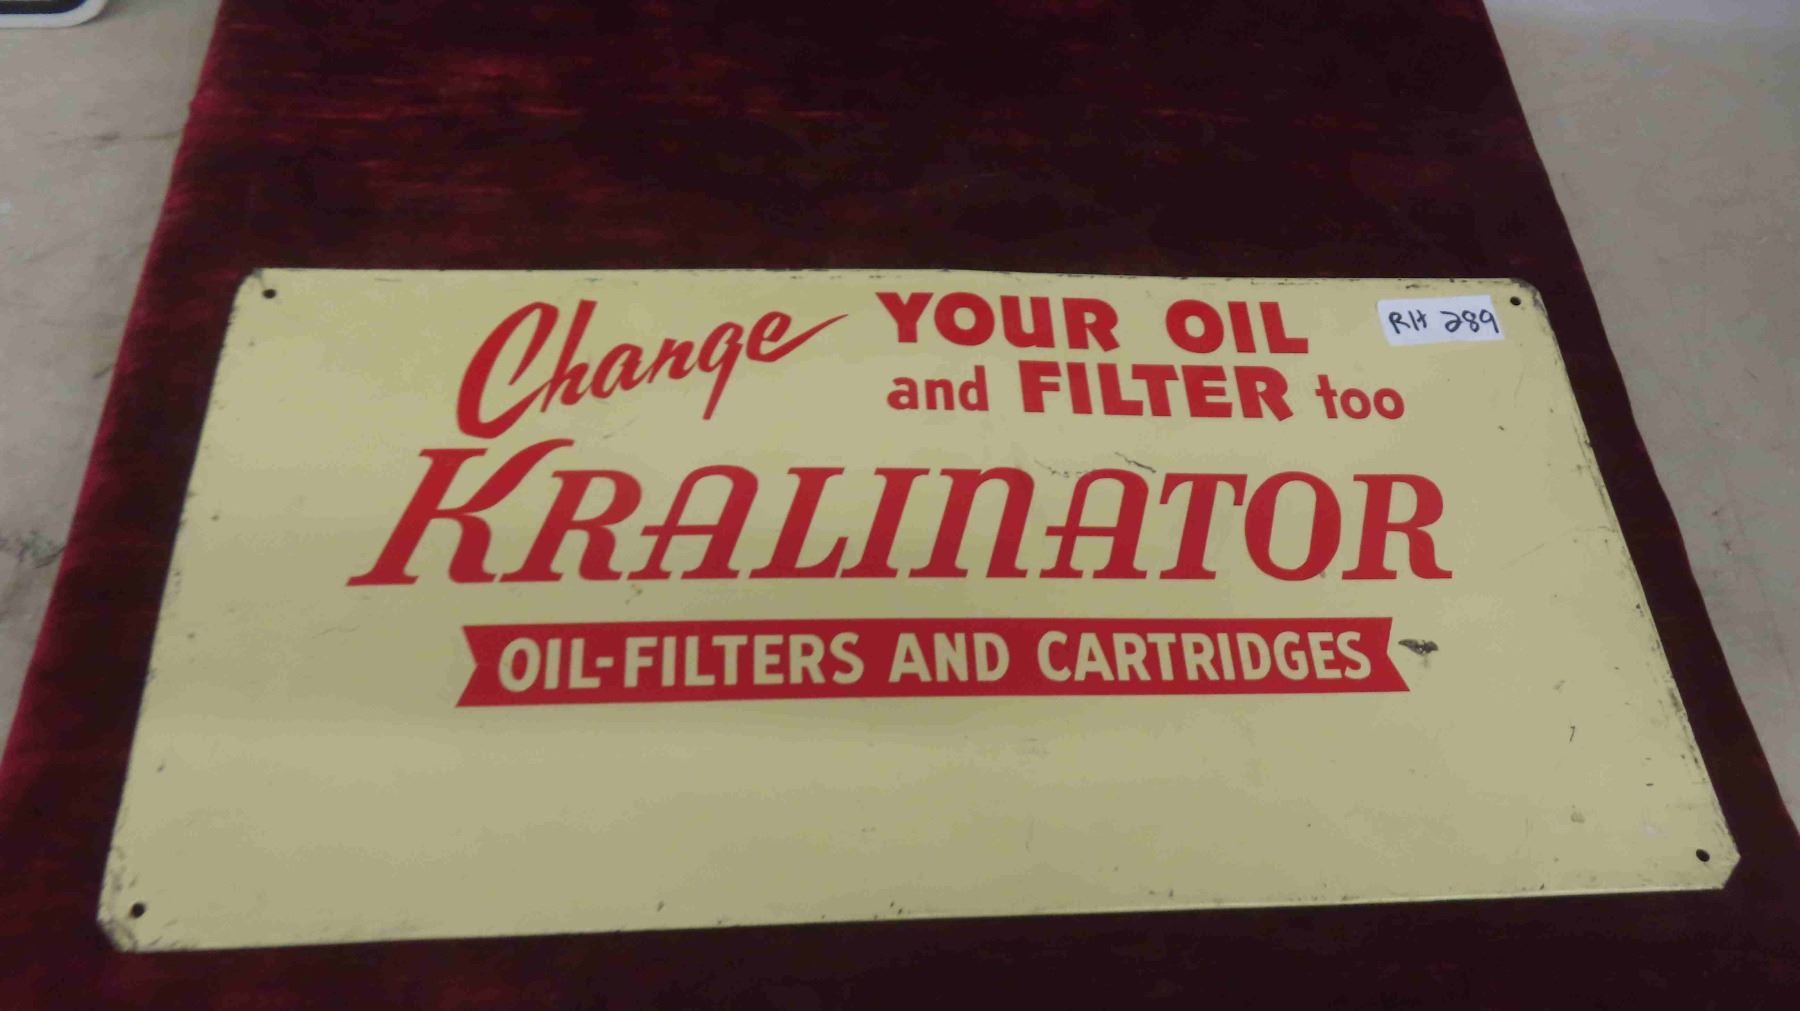 Change YOUR OIL
and FILTER too
RH 289
KRALINATOR
OIL-FILTERS AND CARTRIDGES